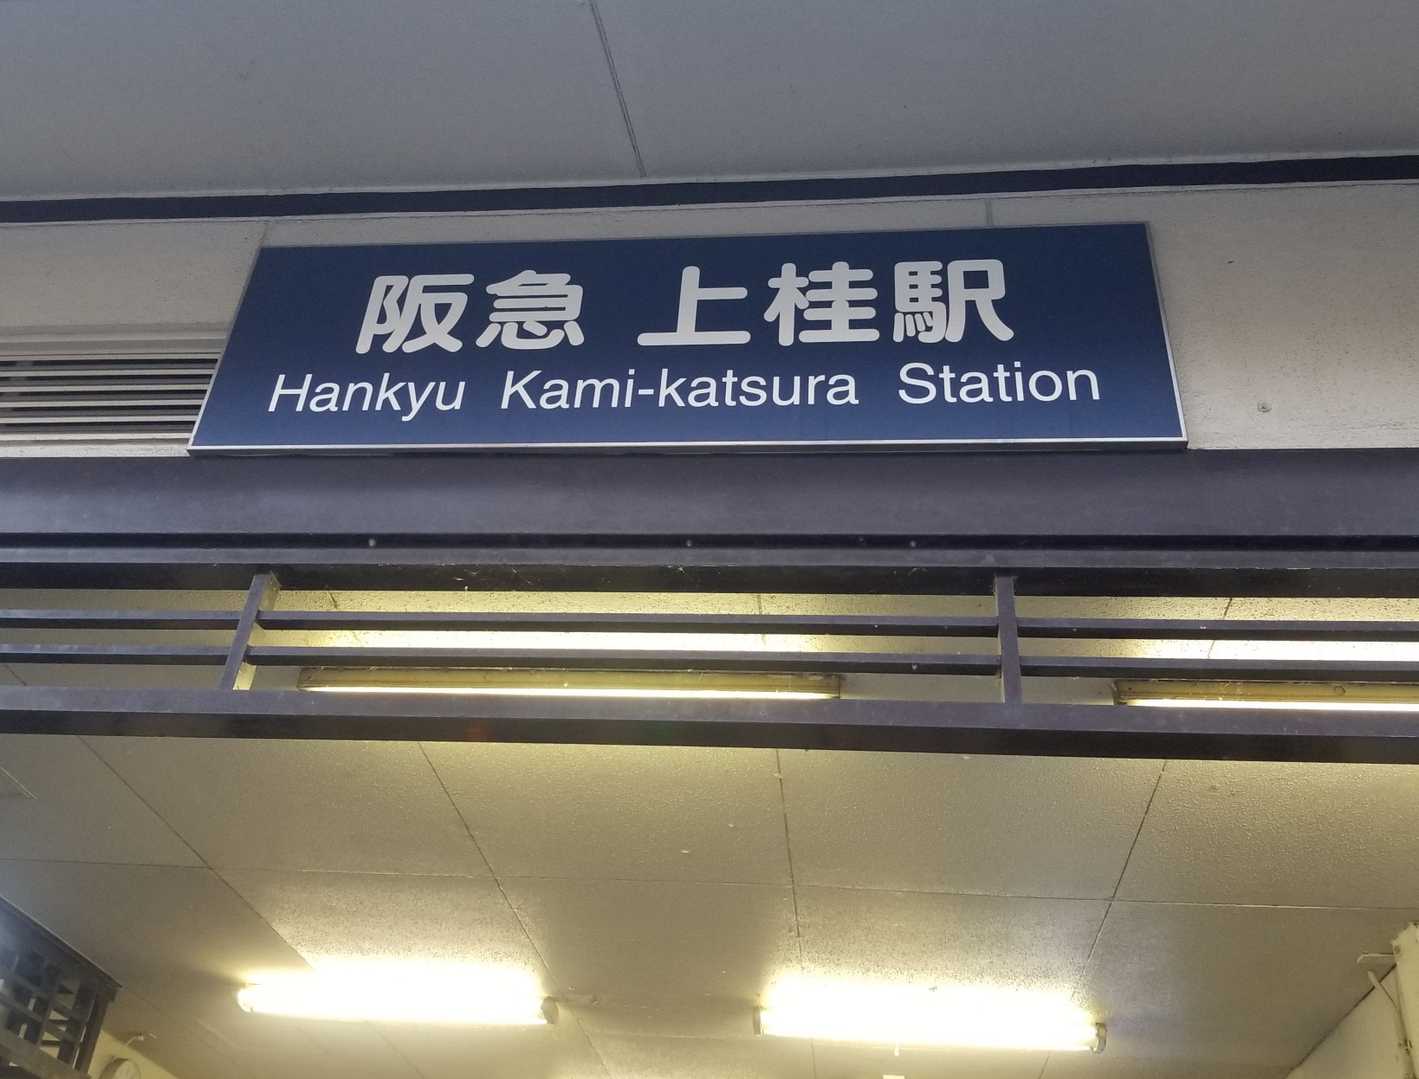 阪急 上桂駅
Hankyu Kami-katsura Station